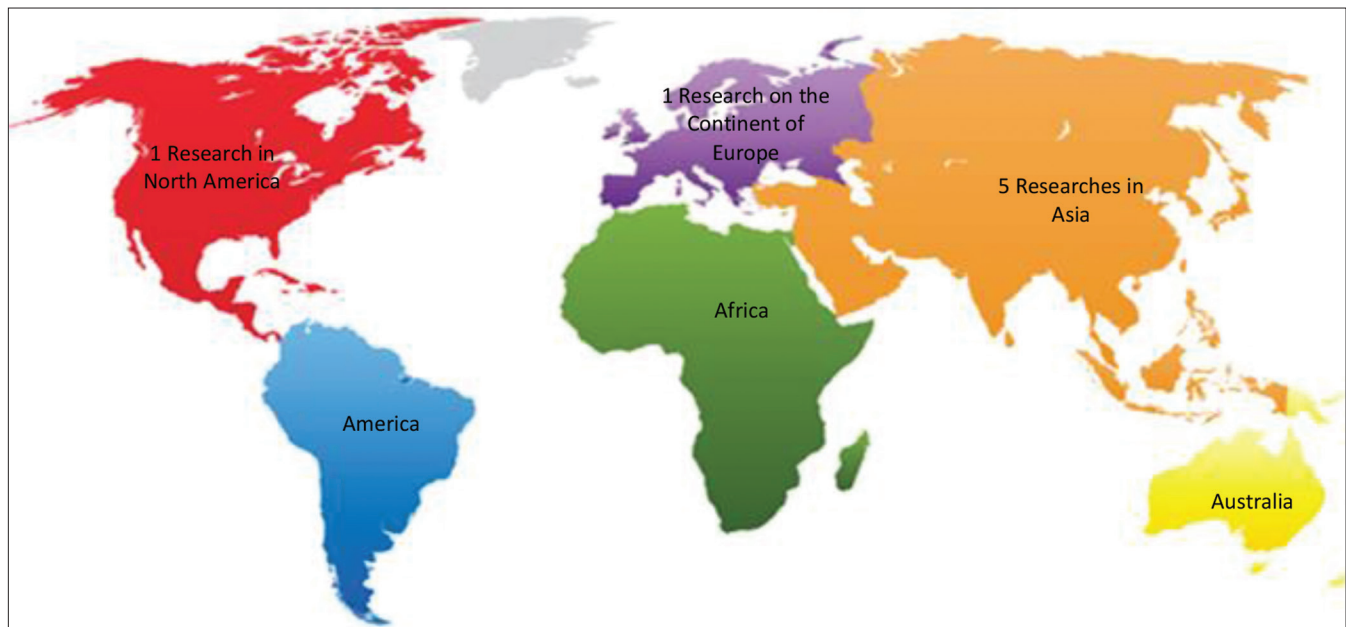 1 Research on the
Continent of
Europe
1 Research in
North America
5 Researches in
Asia
Africa
America
Australia